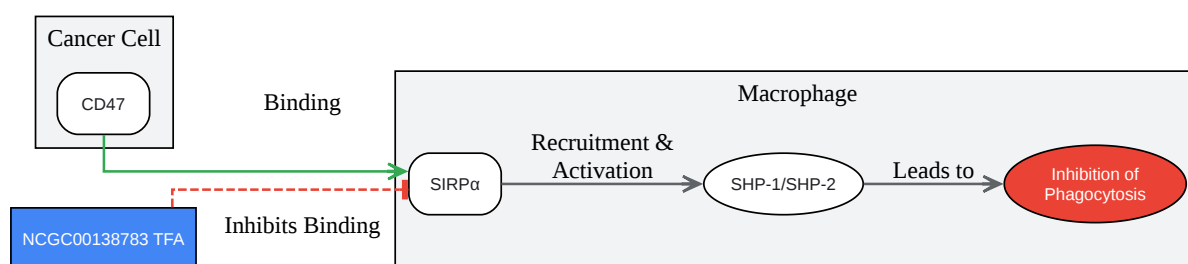 Cancer Cell
CD47
Binding
Macrophage
Recruitment &
Activation
SIRPα
SHP-1/SHP-2
Leads to
Inhibition of
Phagocytosis
Inhibits Binding
NCGC00138783 TFA